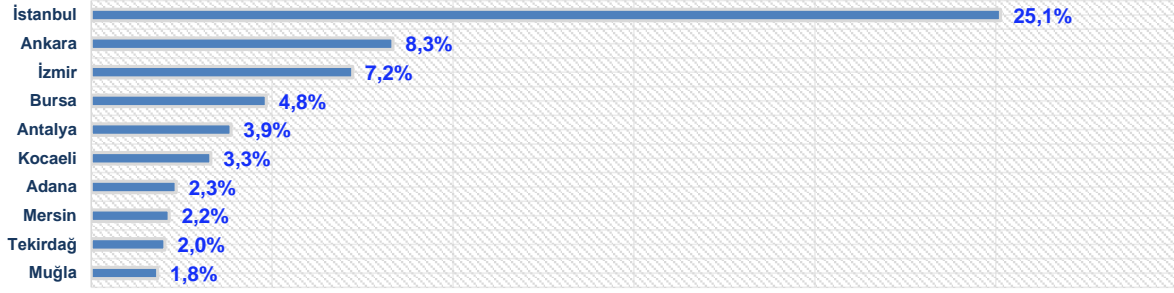 İstanbul 25,1%
Ankara 8,3%
İzmir 7,2%
Bursa 4,8%
Antalya 3,9%
Kocaeli 3,3%
Adana 2,3%
Mersin 2,2%
Tekirdağ 2,0%
Muğla 1,8%